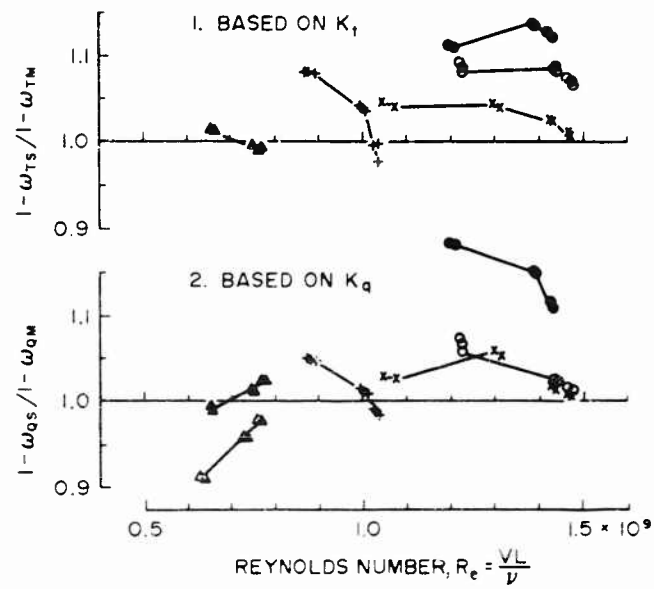 1. BASED ON Kt
1-ωTS/1-ωTM
1.1
1.0
0.9
2. BASED ON Kq
1-ωQS/1-ωQM
1.1
1.0
0.9
0.5 1.0 1.5 × 10⁹
REYNOLDS NUMBER, Re = VL/ν